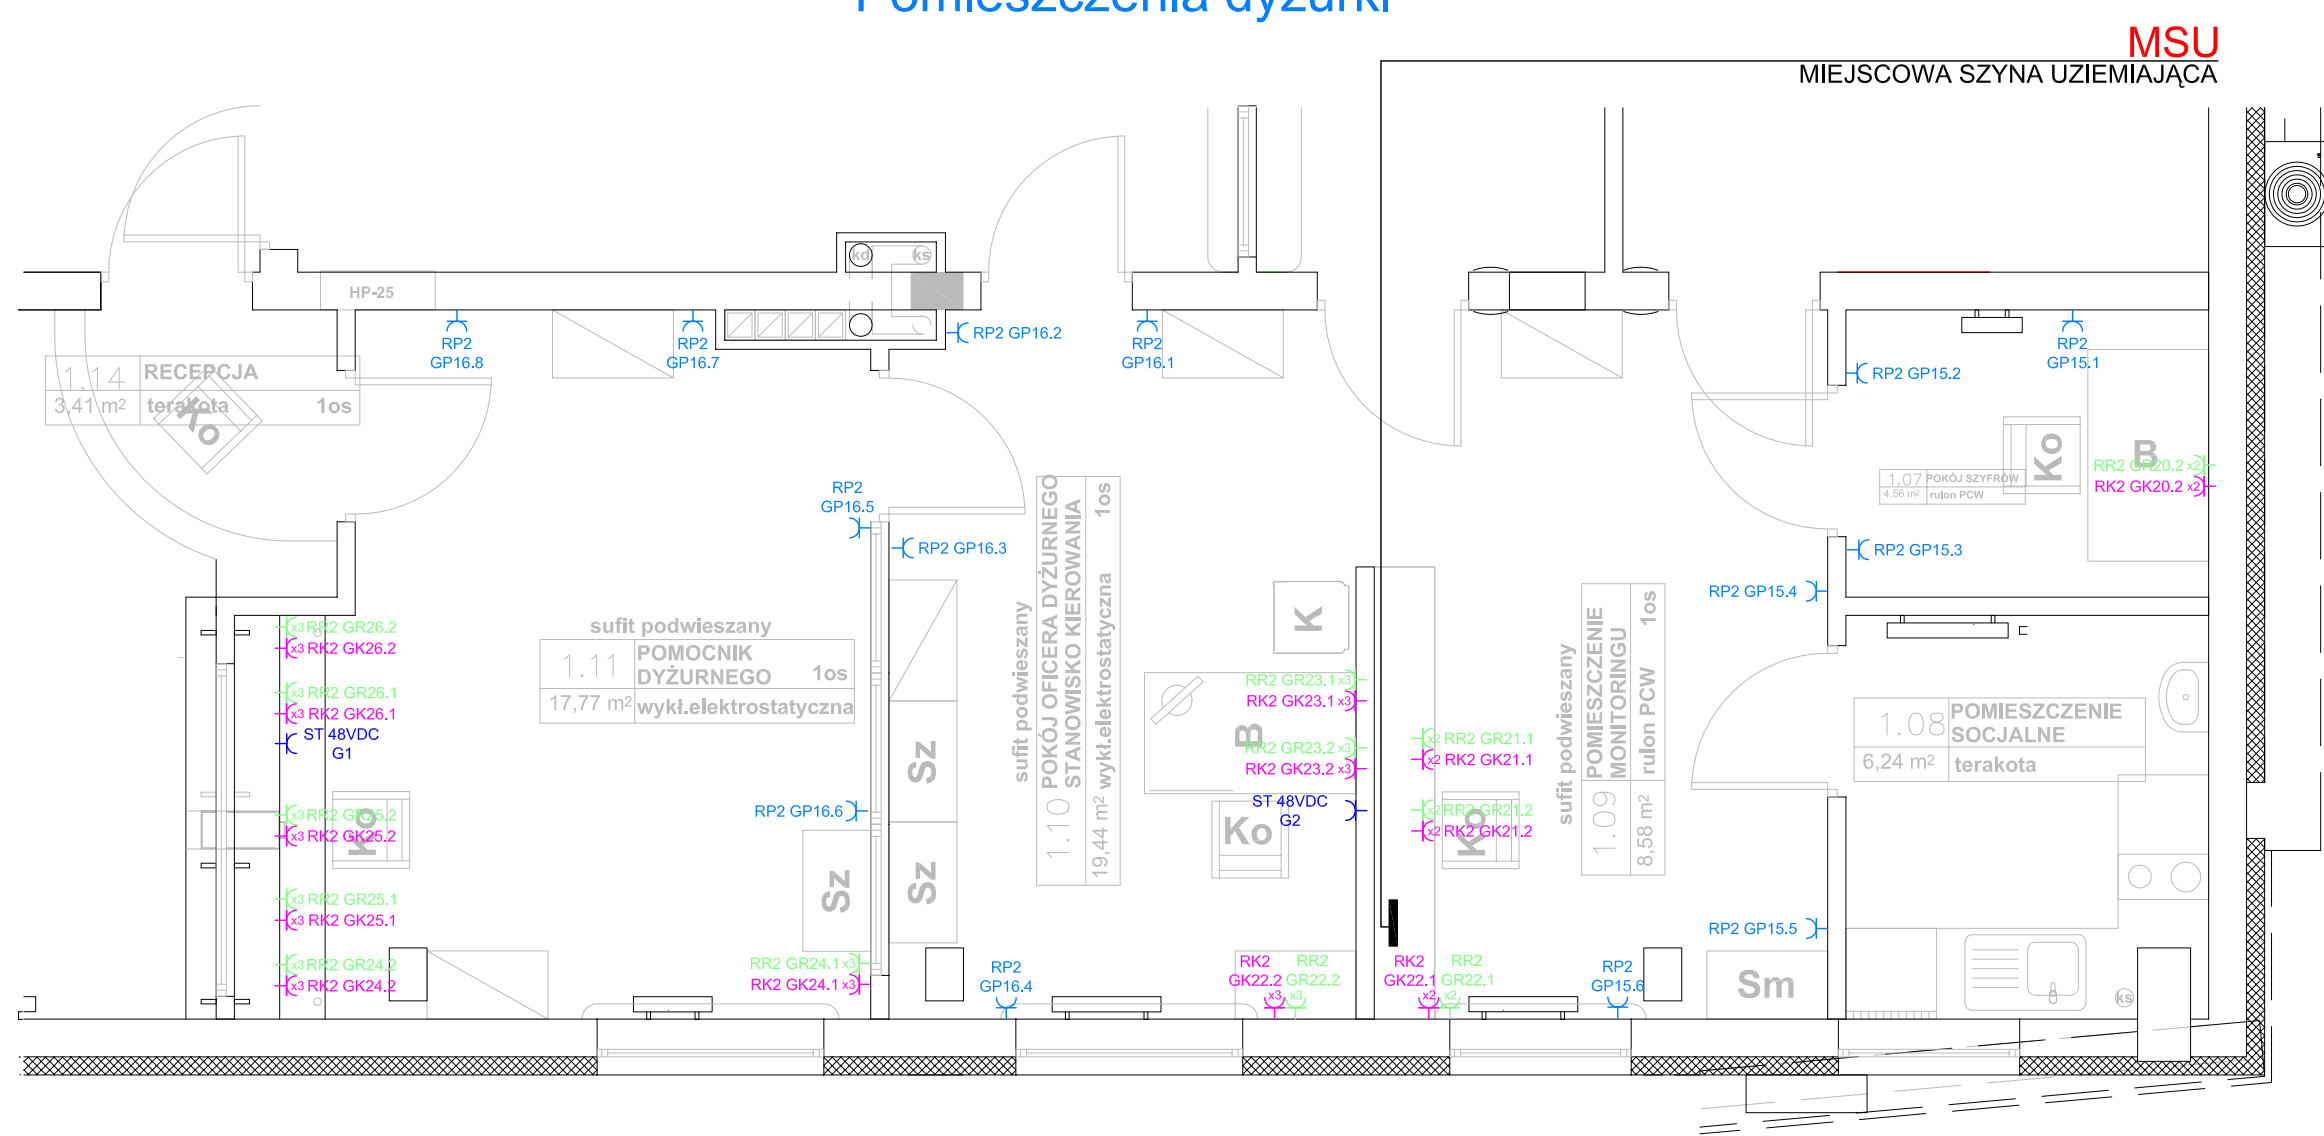 Pomieszczenia dyżurki
MSU
MIEJSCOWA SZYNA UZIEMIAJĄCA
kd
ks
HP-25
RP2
GP16.8
RP2
GP16.7
RP2 GP16.2
RP2
GP16.1
RP2 GP15.2
RP2
GP15.1
1.14
RECEPCJA
3.41 m²
terakota
1os
Ko
RP2
GP16.5
RP2 GP16.3
Ko
B
1.07
POKÓJ SZYFRÓW
4,56 m²
rulon PCW
RR2 GR20.2 x2
RK2 GK20.2 x2
RP2 GP15.3
RP2 GP15.4
x3 RR2 GR26.2
x3 RK2 GK26.2
x3 RR2 GR26.1
x3 RK2 GK26.1
ST 48VDC
G1
x3 RR2 GR25.2
x3 RK2 GK25.2
Ko
x3 RR2 GR25.1
x3 RK2 GK25.1
x3 RR2 GR24.2
x3 RK2 GK24.2
sufit podwieszany
1.11
POMOCNIK
DYŻURNEGO
1os
17,77 m²
wykł.elektrostatyczna
RP2 GP16.6
Sz
RR2 GR24.1 x3
RK2 GK24.1 x3
Sz
Sz
sufit podwieszany
1.10
POKÓJ OFICERA DYŻURNEGO
STANOWISKO KIEROWANIA
19,44 m²
wykł.elektrostatyczna
1os
K
RR2 GR23.1 x3
RK2 GK23.1 x3
B
RR2 GR23.2 x3
RK2 GK23.2 x3
ST 48VDC
G2
Ko
RP2
GP16.4
RK2
GK22.2
x3
RR2
GR22.2
x3
x2 RR2 GR21.1
x2 RK2 GK21.1
x2 RR2 GR21.2
x2 RK2 GK21.2
Ko
sufit podwieszany
1.09
POMIESZCZENIE
MONITORINGU
8,58 m²
rulon PCW
1os
RK2
GK22.1
x2
RR2
GR22.1
x2
RP2
GP15.6
RP2 GP15.5
Sm
1.08
POMIESZCZENIE
SOCJALNE
6,24 m²
terakota
ks